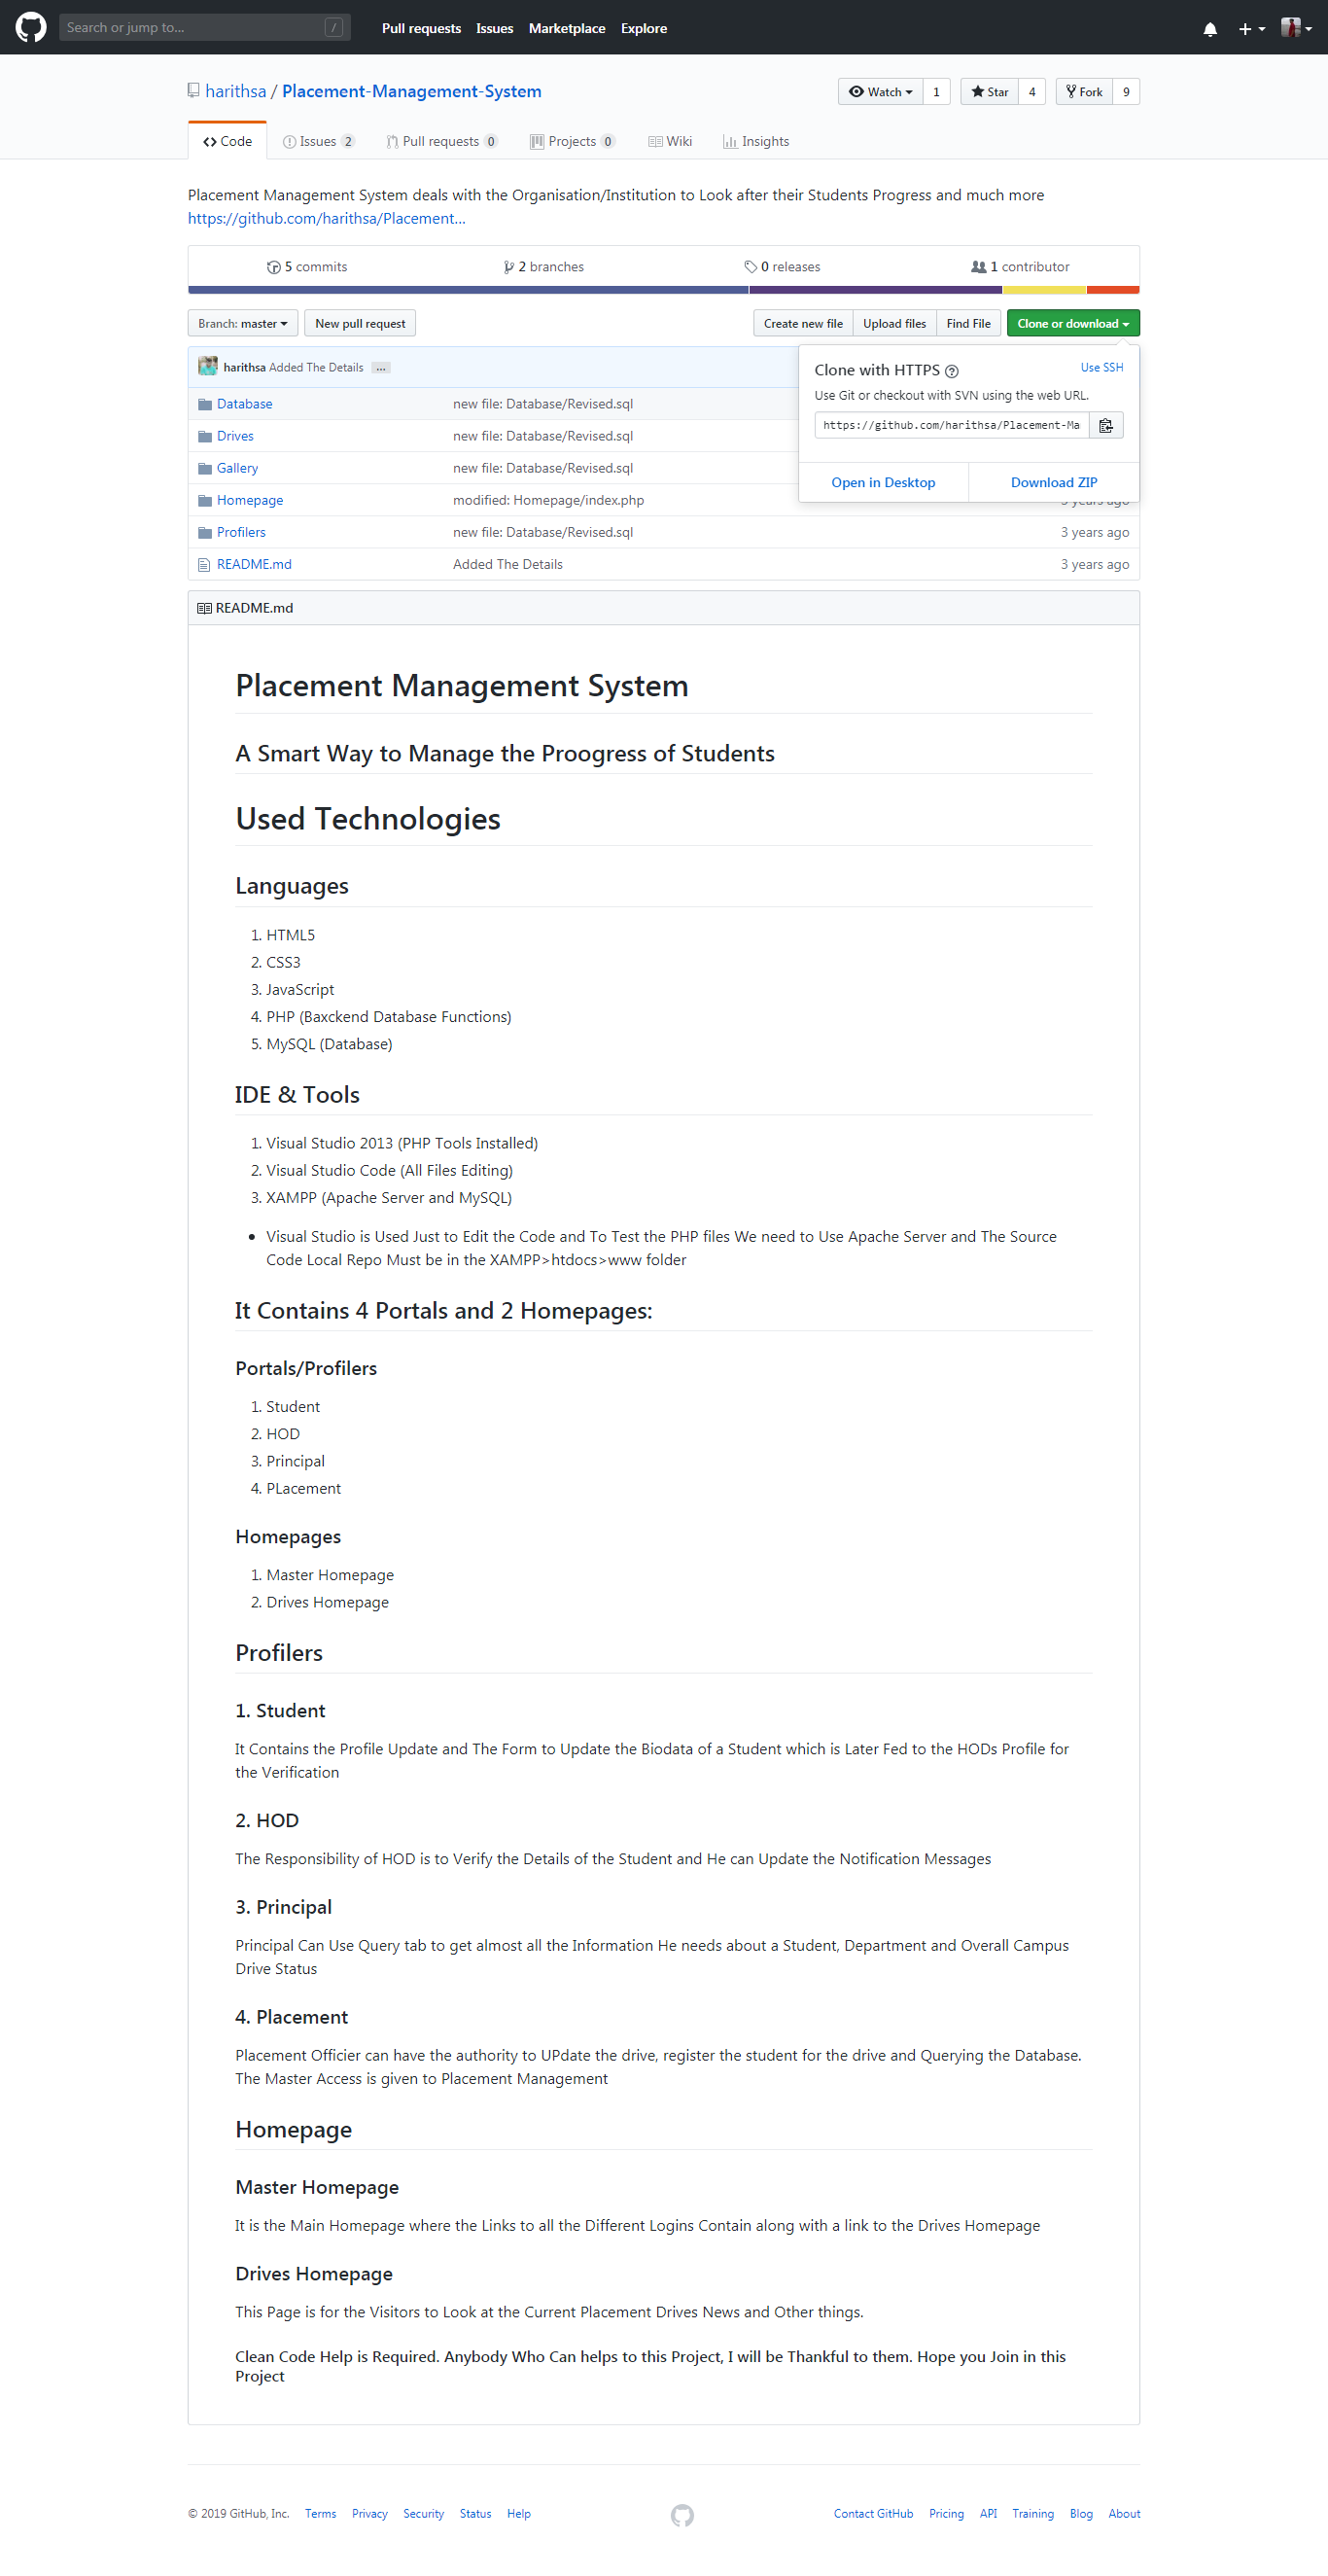 Search or jump to... /
Pull requests Issues Marketplace Explore
harithsa / Placement-Management-System
Watch 1 Star 4 Fork 9
Code Issues 2 Pull requests 0 Projects 0 Wiki Insights
Placement Management System deals with the Organisation/Institution to Look after their Students Progress and much more
https://github.com/harithsa/Placement...
5 commits 2 branches 0 releases 1 contributor
Branch: master New pull request Create new file Upload files Find File Clone or download
harithsa Added The Details ...
Clone with HTTPS Use SSH
Use Git or checkout with SVN using the web URL.
https://github.com/harithsa/Placement-Ma
Open in Desktop Download ZIP
Database new file: Database/Revised.sql
Drives new file: Database/Revised.sql
Gallery new file: Database/Revised.sql
Homepage modified: Homepage/index.php 3 years ago
Profilers new file: Database/Revised.sql 3 years ago
README.md Added The Details 3 years ago
README.md
Placement Management System
A Smart Way to Manage the Proogress of Students
Used Technologies
Languages
1. HTML5
2. CSS3
3. JavaScript
4. PHP (Baxckend Database Functions)
5. MySQL (Database)
IDE & Tools
1. Visual Studio 2013 (PHP Tools Installed)
2. Visual Studio Code (All Files Editing)
3. XAMPP (Apache Server and MySQL)
• Visual Studio is Used Just to Edit the Code and To Test the PHP files We need to Use Apache Server and The Source
Code Local Repo Must be in the XAMPP>htdocs>www folder
It Contains 4 Portals and 2 Homepages:
Portals/Profilers
1. Student
2. HOD
3. Principal
4. PLacement
Homepages
1. Master Homepage
2. Drives Homepage
Profilers
1. Student
It Contains the Profile Update and The Form to Update the Biodata of a Student which is Later Fed to the HODs Profile for
the Verification
2. HOD
The Responsibility of HOD is to Verify the Details of the Student and He can Update the Notification Messages
3. Principal
Principal Can Use Query tab to get almost all the Information He needs about a Student, Department and Overall Campus
Drive Status
4. Placement
Placement Officier can have the authority to UPdate the drive, register the student for the drive and Querying the Database.
The Master Access is given to Placement Management
Homepage
Master Homepage
It is the Main Homepage where the Links to all the Different Logins Contain along with a link to the Drives Homepage
Drives Homepage
This Page is for the Visitors to Look at the Current Placement Drives News and Other things.
Clean Code Help is Required. Anybody Who Can helps to this Project, I will be Thankful to them. Hope you Join in this
Project
© 2019 GitHub, Inc. Terms Privacy Security Status Help Contact GitHub Pricing API Training Blog About